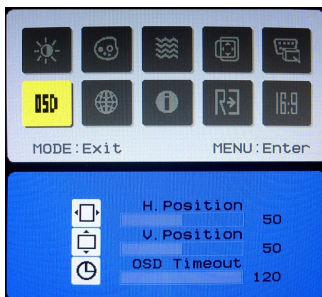 OSD
16:9
MODE:Exit MENU:Enter
H.Position
50
V.Position
50
OSD Timeout
120